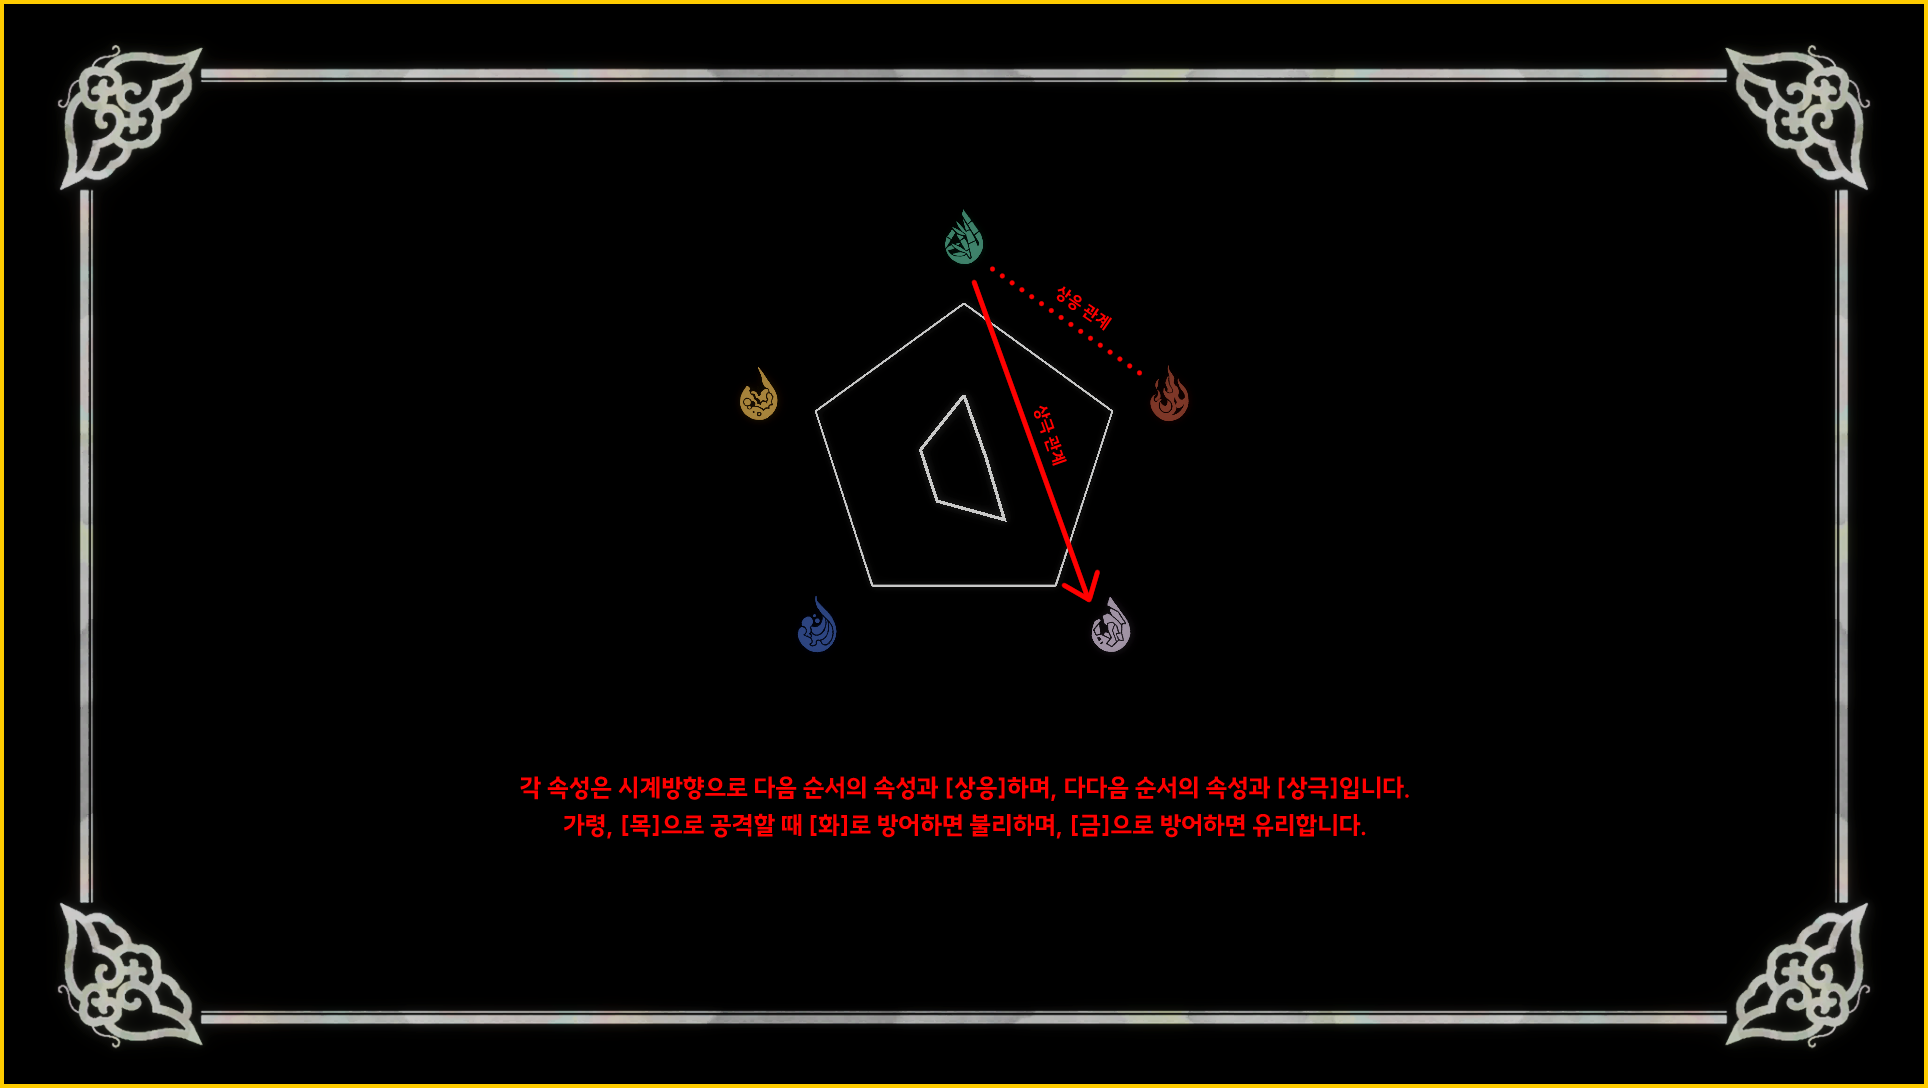 상응 관계
상극 관계
각 속성은 시계방향으로 다음 순서의 속성과 [상응]하며, 다다음 순서의 속성과 [상극]입니다.
가령, [목]으로 공격할 때 [화]로 방어하면 불리하며, [금]으로 방어하면 유리합니다.